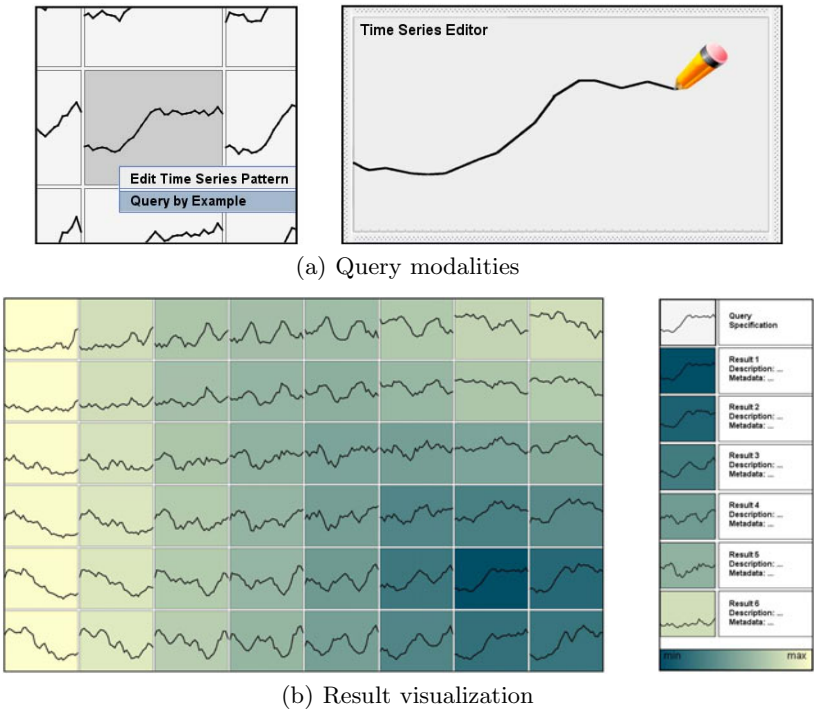 Time Series Editor
Edit Time Series Pattern
Query by Example
(a) Query modalities
Query
Specification
Result 1
Description: ...
Metadata: ...
Result 2
Description: ...
Metadata: ...
Result 3
Description: ...
Metadata: ...
Result 4
Description: ...
Metadata: ...
Result 5
Description: ...
Metadata: ...
Result 6
Description: ...
Metadata: ...
min max
(b) Result visualization